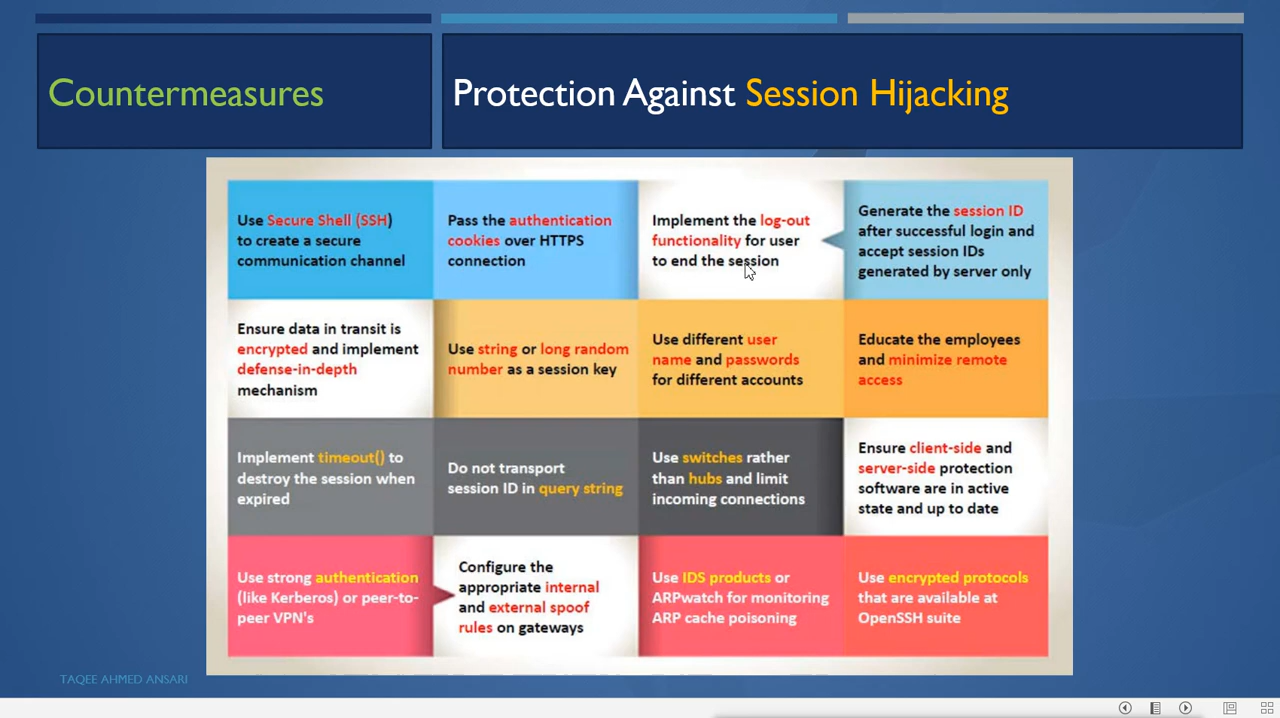 Countermeasures
Protection Against Session Hijacking
Use Secure Shell (SSH)
to create a secure
communication channel
Pass the authentication
cookies over HTTPS
connection
Implement the log-out
functionality for user
to end the session
Generate the session ID
after successful login and
accept session IDs
generated by server only
Ensure data in transit is
encrypted and implement
defense-in-depth
mechanism
Use string or long random
number as a session key
Use different user
name and passwords
for different accounts
Educate the employees
and minimize remote
access
Implement timeout() to
destroy the session when
expired
Do not transport
session ID in query string
Use switches rather
than hubs and limit
incoming connections
Ensure client-side and
server-side protection
software are in active
state and up to date
Use strong authentication
(like Kerberos) or peer-to-
peer VPN's
Configure the
appropriate internal
and external spoof
rules on gateways
Use IDS products or
ARPwatch for monitoring
ARP cache poisoning
Use encrypted protocols
that are available at
OpenSSH suite
TAQEE AHMED ANSARI